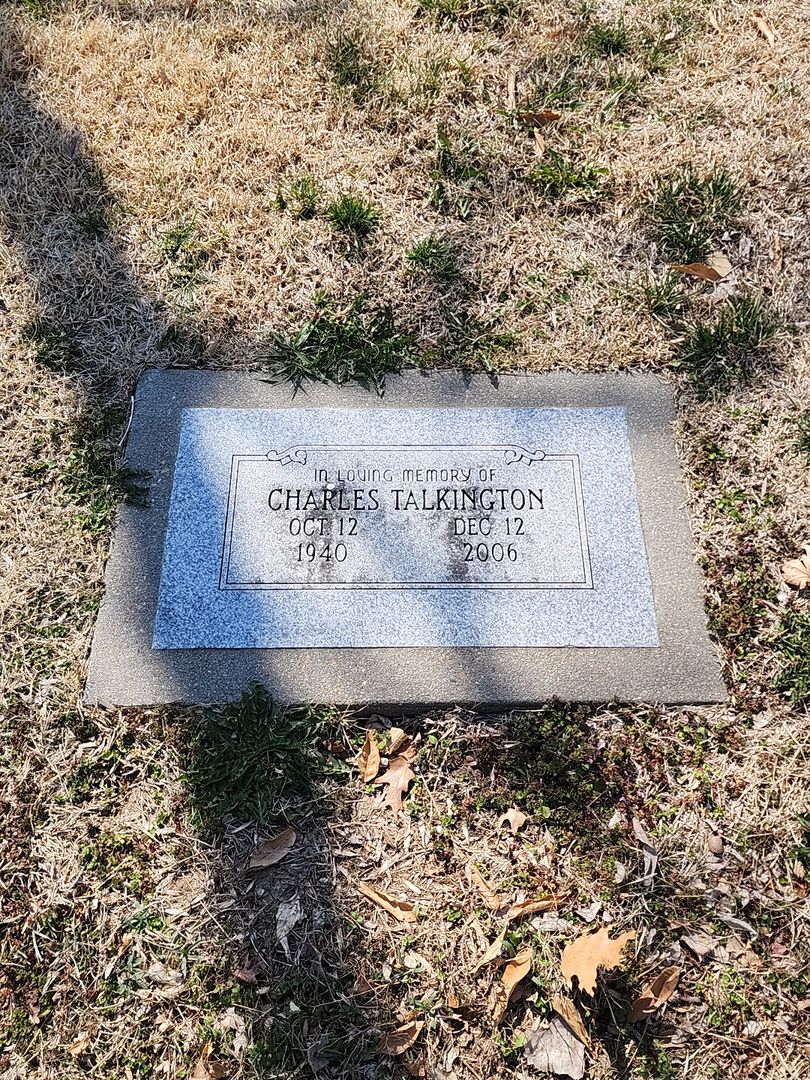 IN LOVING MEMORY OF
CHARLES TALKINGTON
OCT 12 DEC 12
1940 2006